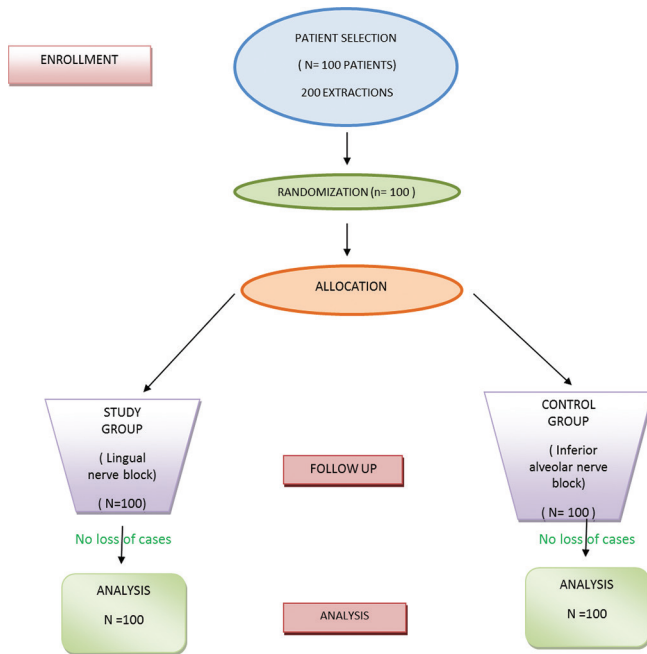 ENROLLMENT
PATIENT SELECTION
( N= 100 PATIENTS)
200 EXTRACTIONS
RANDOMIZATION (n= 100 )
ALLOCATION
STUDY
GROUP
( Lingual
nerve block)
( N=100)
FOLLOW UP
CONTROL
GROUP
( Inferior
alveolar nerve
block)
( N= 100 )
No loss of cases
No loss of cases
ANALYSIS
N =100
ANALYSIS
ANALYSIS
N =100